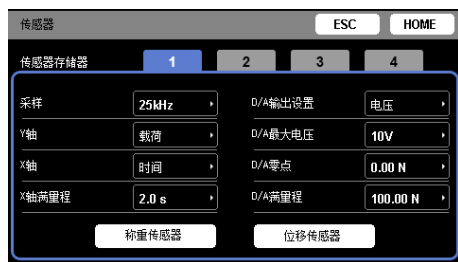 传感器 ESC HOME
传感器存储器 1 2 3 4
采样 25kHz D/A输出设置 电压
Y轴 载荷 D/A最大电压 10V
X轴 时间 D/A零点 0.00 N
X轴满里程 2.0 s D/A满里程 100.00 N
称重传感器 位移传感器